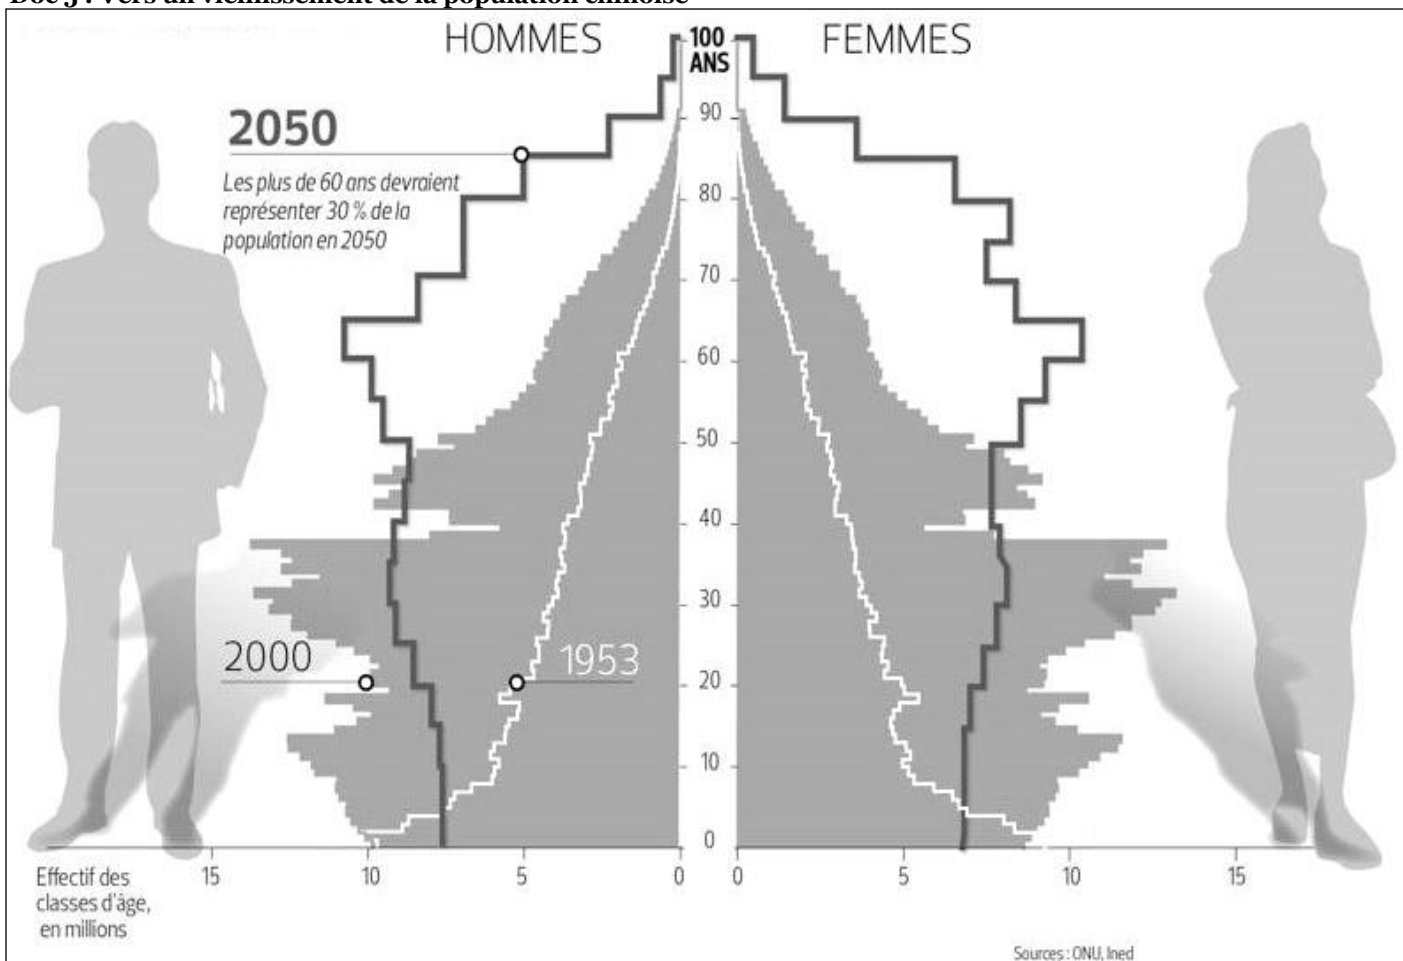 Doc 3 : Vers un vieillissement de la population chinoise
HOMMES
100
ANS
FEMMES
2050
Les plus de 60 ans devraient
représenter 30 % de la
population en 2050
90
80
70
60
50
40
30
20
10
0
2000
1953
15
10
5
0
0
5
10
15
Effectif des
classes d'âge,
en millions
Sources : ONU, Ined